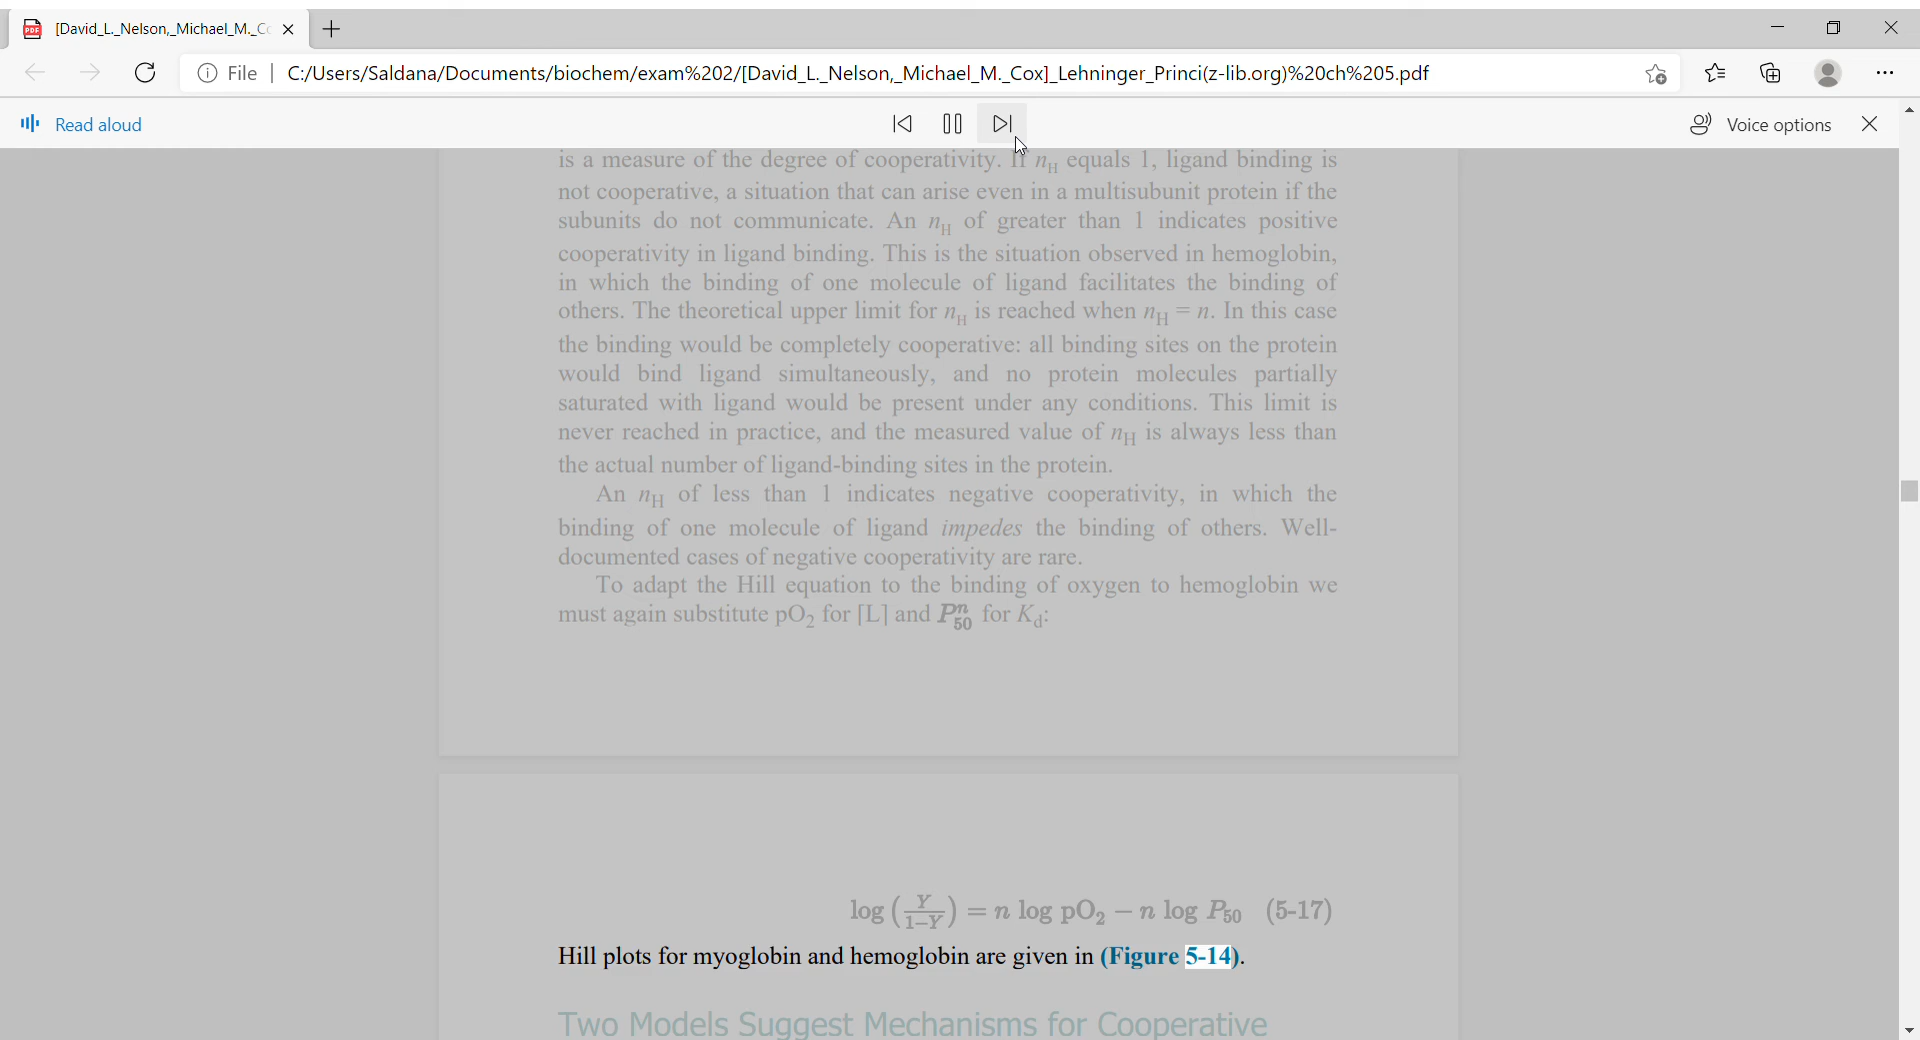 [David_L._Nelson,_Michael_M._Co
File | C:/Users/Saldana/Documents/biochem/exam%202/[David_L._Nelson,_Michael_M._Cox]_Lehninger_Princi(z-lib.org)%20ch%205.pdf
Read aloud
Voice options
is a measure of the degree of cooperativity. If nH equals 1, ligand binding is
not cooperative, a situation that can arise even in a multisubunit protein if the
subunits do not communicate. An nH of greater than 1 indicates positive
cooperativity in ligand binding. This is the situation observed in hemoglobin,
in which the binding of one molecule of ligand facilitates the binding of
others. The theoretical upper limit for nH is reached when nH = n. In this case
the binding would be completely cooperative: all binding sites on the protein
would bind ligand simultaneously, and no protein molecules partially
saturated with ligand would be present under any conditions. This limit is
never reached in practice, and the measured value of nH is always less than
the actual number of ligand-binding sites in the protein.
An nH of less than 1 indicates negative cooperativity, in which the
binding of one molecule of ligand impedes the binding of others. Well-
documented cases of negative cooperativity are rare.
To adapt the Hill equation to the binding of oxygen to hemoglobin we
must again substitute pO₂ for [L] and P₅₀ⁿ for Kd:
log (Y/1−Y) = n log pO₂ − n log P₅₀ (5-17)
Hill plots for myoglobin and hemoglobin are given in (Figure 5-14).
Two Models Suggest Mechanisms for Cooperative